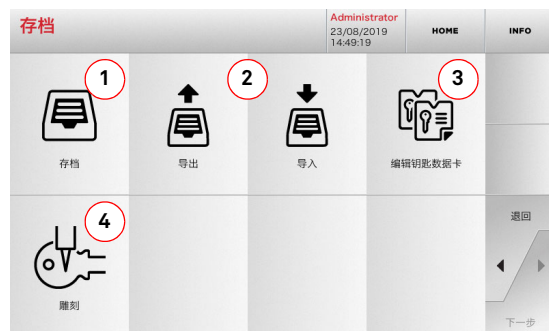 存档
Administrator
23/08/2019
14:49:19
HOME
INFO
1
2
3
存档
导出
导入
编辑钥匙数据卡
4
雕刻
退回
下一步